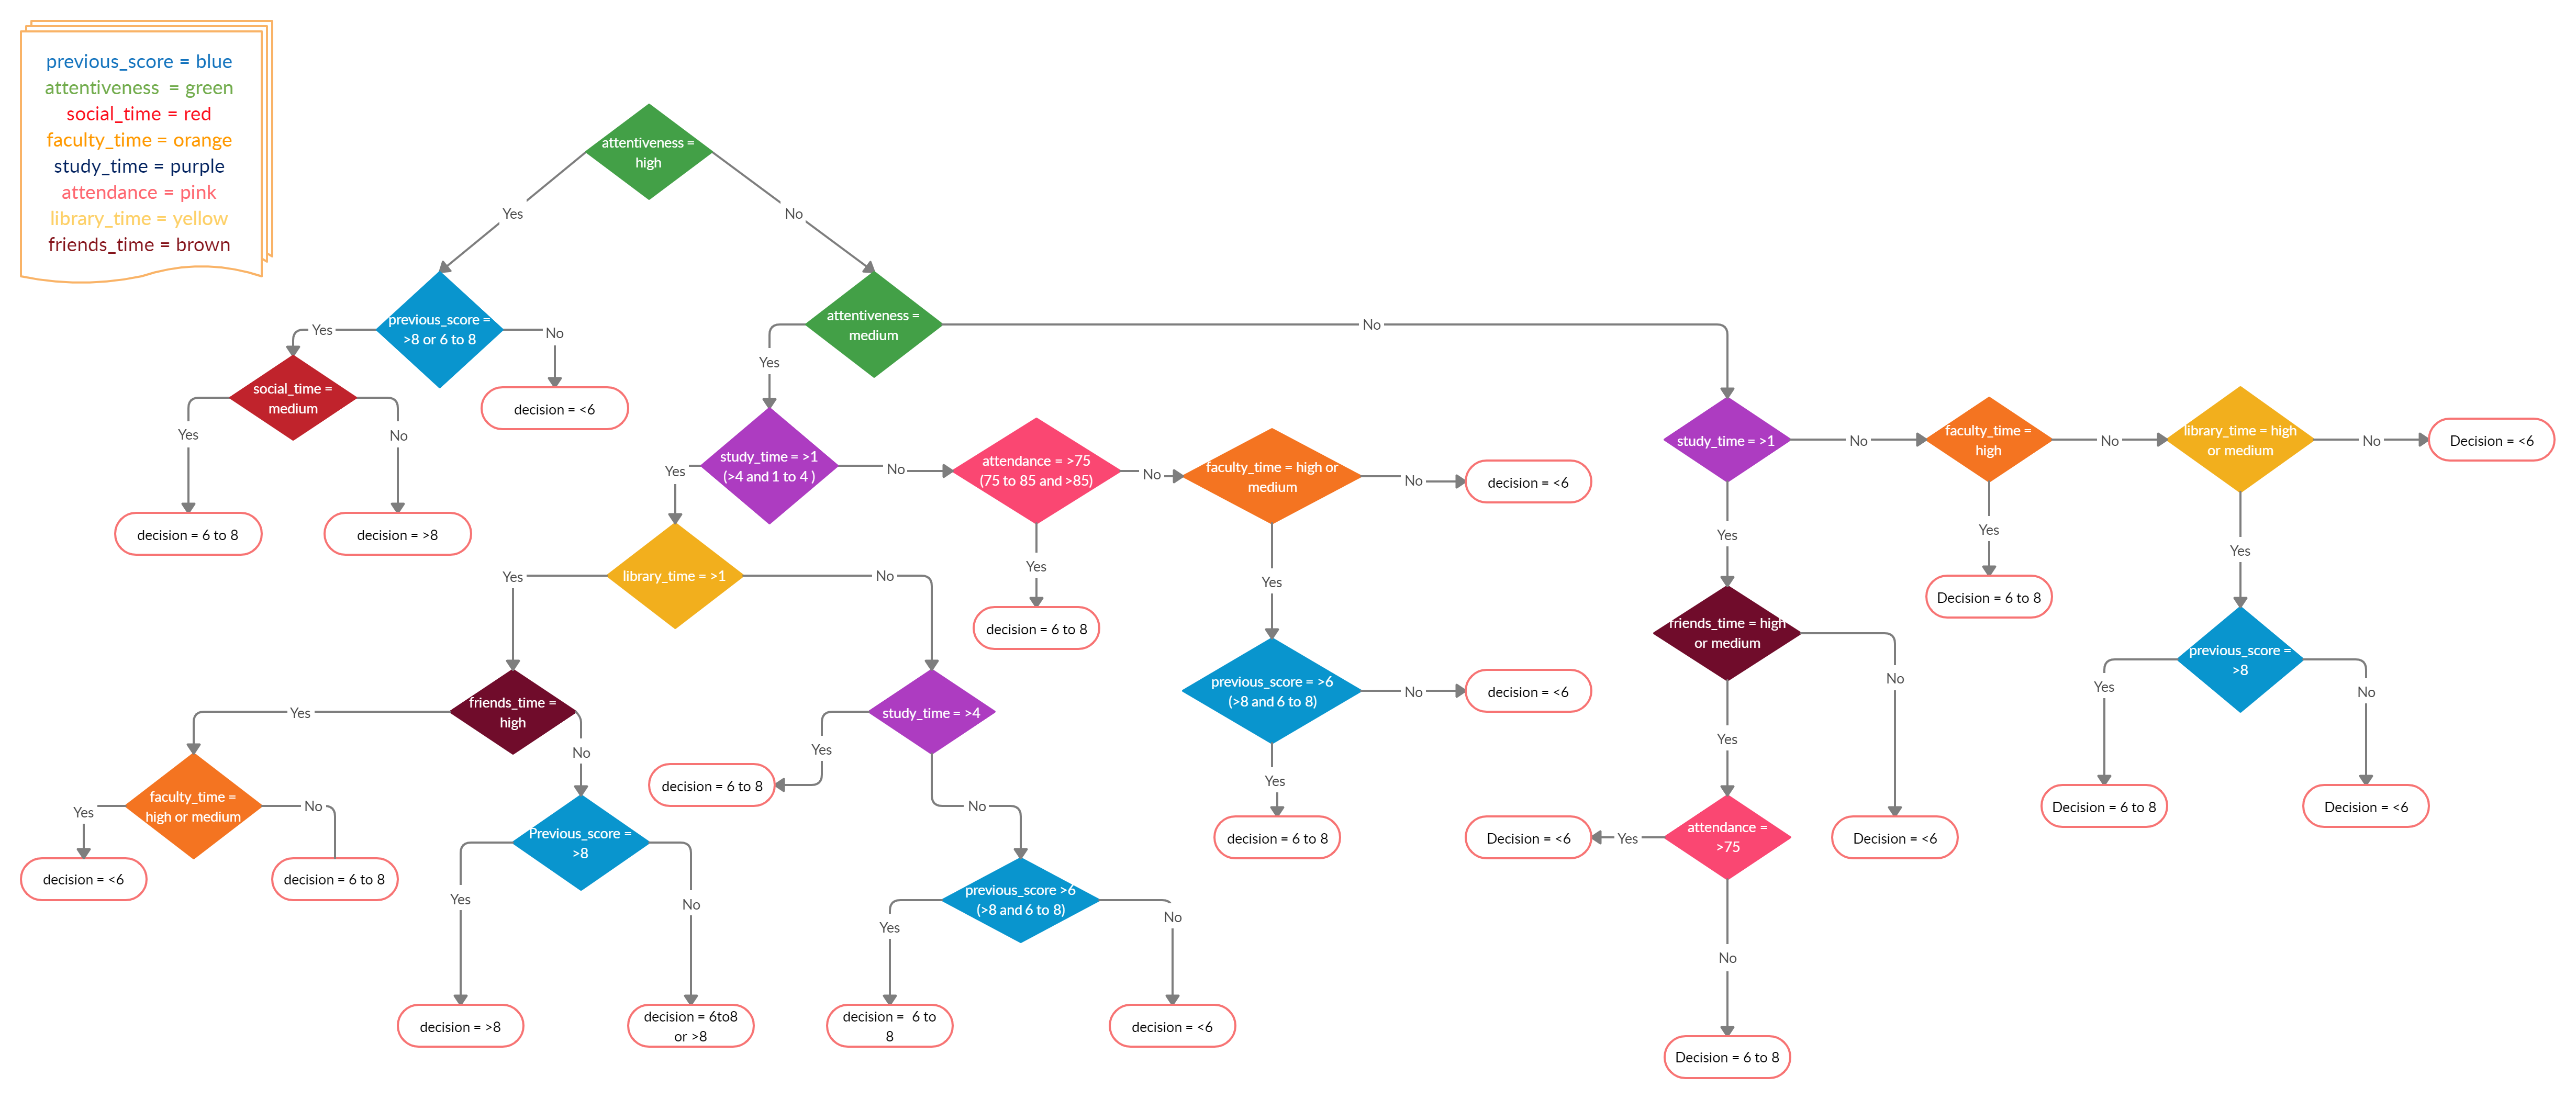 previous_score = blue
attentiveness  = green
social_time = red
faculty_time = orange
study_time = purple
attendance = pink
library_time = yellow
friends_time = brown
attentiveness =
high
Yes
No
previous_score =
>8 or 6 to 8
attentiveness =
medium
Yes
No
Yes
No
social_time =
medium
decision = <6
Yes
No
decision = 6 to 8
decision = >8
study_time = >1
(>4 and 1 to 4 )
Yes
No
attendance = >75
(75 to 85 and >85)
No
Yes
decision = 6 to 8
faculty_time = high or
medium
No
decision = <6
Yes
previous_score = >6
(>8 and 6 to 8)
No
decision = <6
Yes
decision = 6 to 8
library_time = >1
Yes
No
friends_time =
high
Yes
No
faculty_time =
high or medium
Yes
No
decision = <6
decision = 6 to 8
Previous_score =
>8
Yes
No
decision = >8
decision = 6to8
or >8
study_time = >4
Yes
decision = 6 to 8
No
previous_score >6
(>8 and 6 to 8)
Yes
No
decision =  6 to
8
decision = <6
study_time = >1
No
faculty_time =
high
No
library_time = high
or medium
No
Decision = <6
Yes
Yes
Yes
Decision = 6 to 8
friends_time = high
or medium
No
Yes
previous_score =
>8
Yes
No
Decision = 6 to 8
Decision = <6
attendance =
>75
Yes
Decision = <6
Decision = <6
No
Decision = 6 to 8